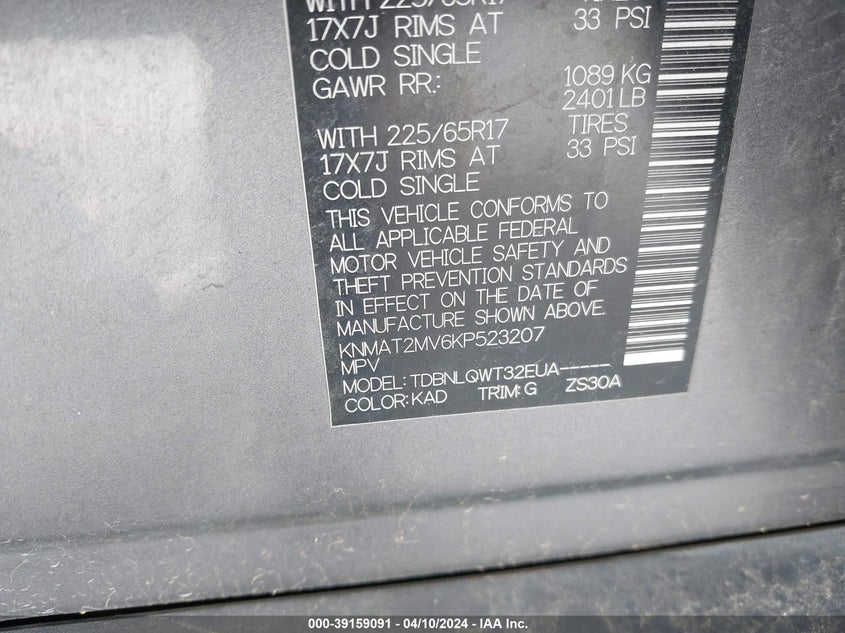 WITH 225/65R17
17X7J RIMS AT 33 PSI
COLD SINGLE
GAWR RR: 1089 KG
2401 LB
WITH 225/65R17 TIRES
17X7J RIMS AT 33 PSI
COLD SINGLE
THIS VEHICLE CONFORMS TO
ALL APPLICABLE FEDERAL
MOTOR VEHICLE SAFETY AND
THEFT PREVENTION STANDARDS
IN EFFECT ON THE DATE OF
MANUFACTURE SHOWN ABOVE.
KNMAT2MV6KP523207
MPV
MODEL: TDBNLQWT32EUA-----
COLOR: KAD TRIM: G ZS30A
000-39159091 - 04/10/2024 - IAA Inc.